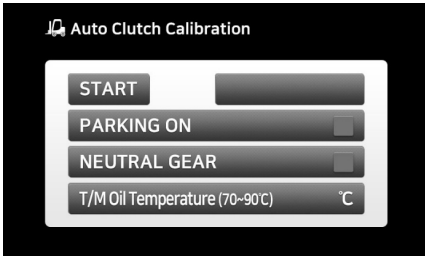 Auto Clutch Calibration
START
PARKING ON
NEUTRAL GEAR
T/M Oil Temperature (70~90℃) ℃